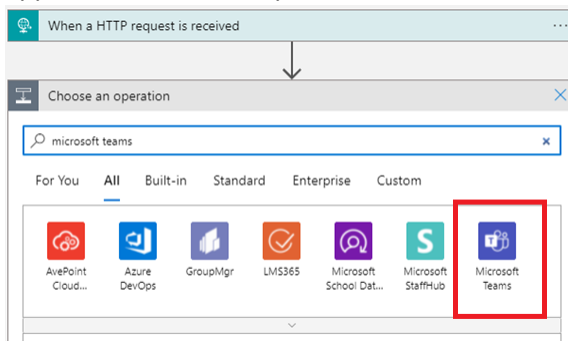 When a HTTP request is received
...
Choose an operation
microsoft teams
For You All Built-in Standard Enterprise Custom
AvePoint Cloud...
Azure DevOps
GroupMgr
LMS365
Microsoft School Dat...
Microsoft StaffHub
Microsoft Teams